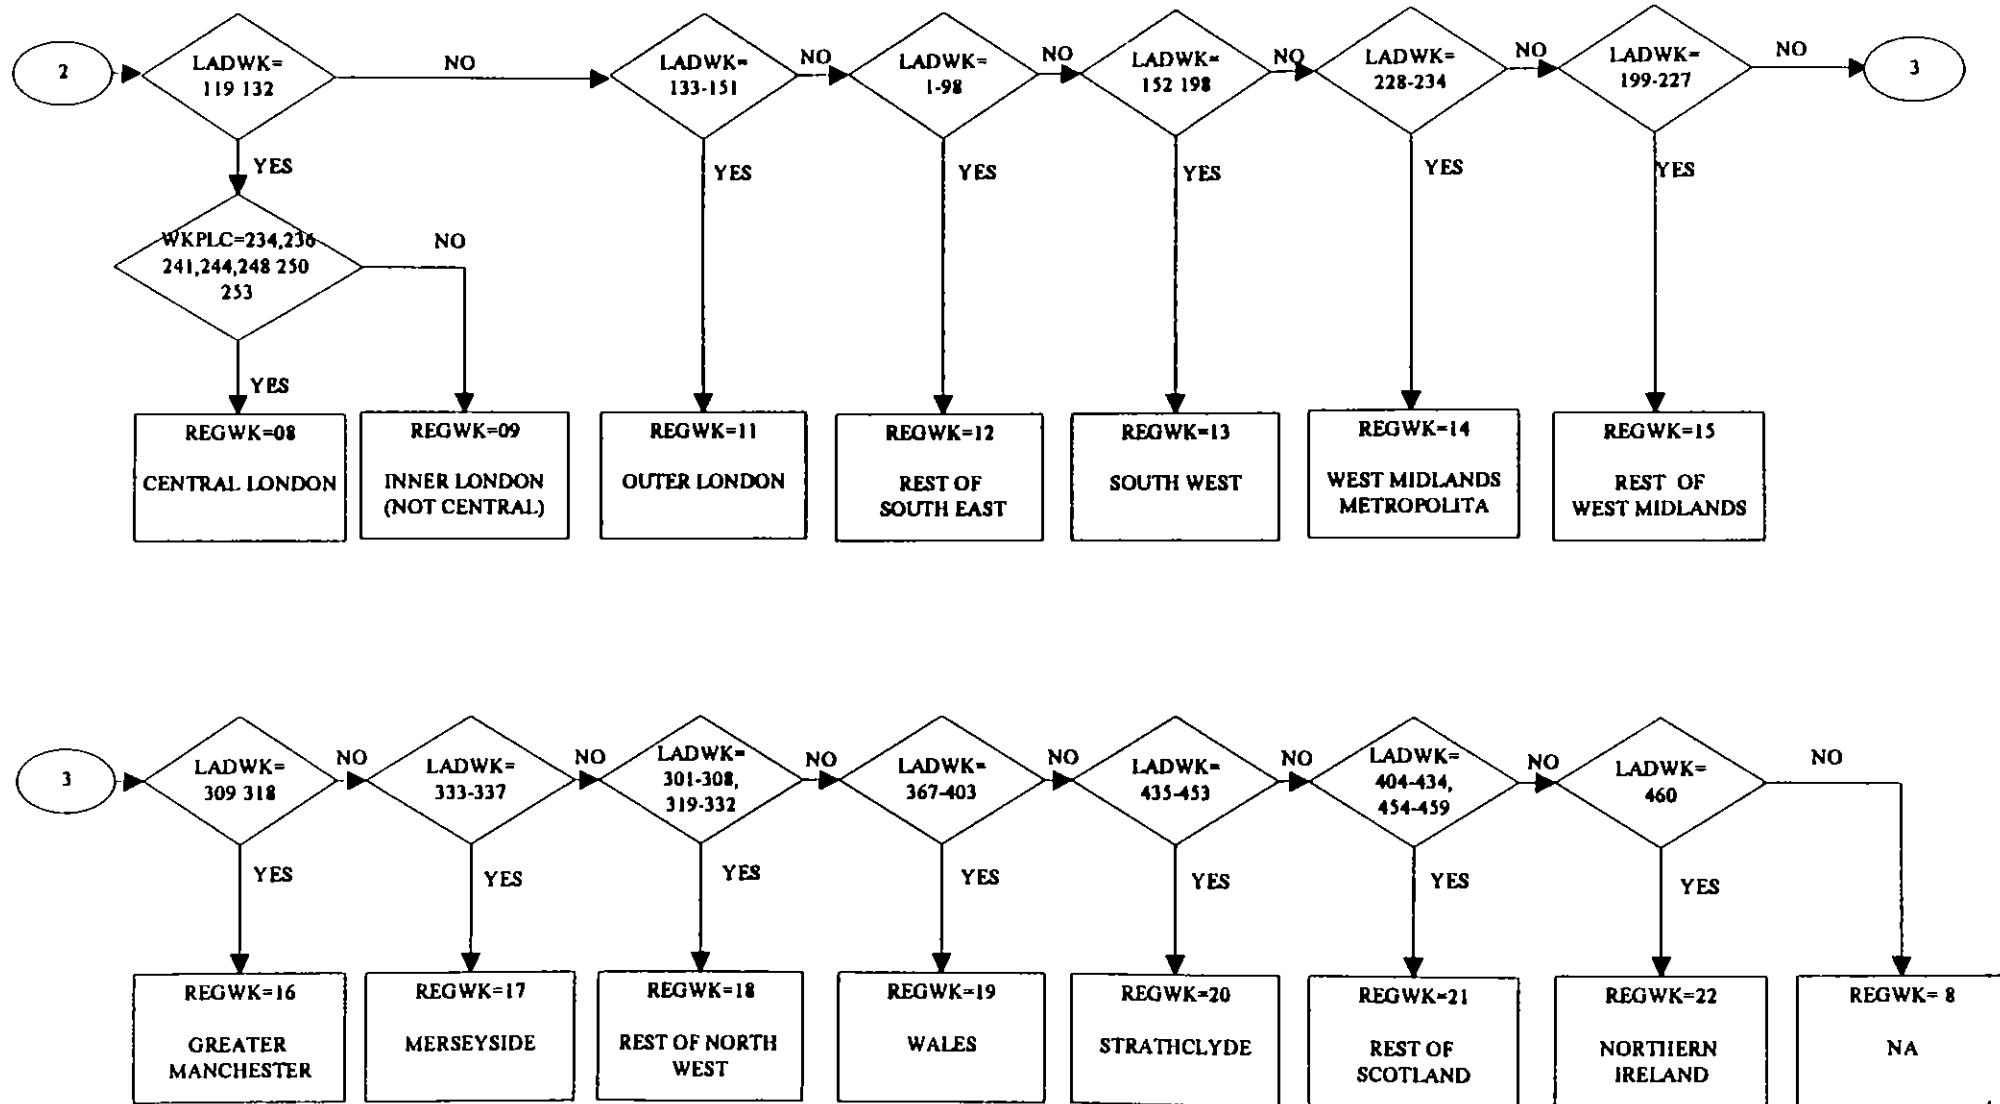 2
LADWK=
119 132
NO
LADWK=
133-151
NO
LADWK=
1-98
NO
LADWK=
152 198
NO
LADWK=
228-234
NO
LADWK=
199-227
NO
3
YES
YES
YES
YES
YES
YES
WKPLC=234,236
241,244,248 250
253
NO
YES
REGWK=08
CENTRAL LONDON
REGWK=09
INNER LONDON
(NOT CENTRAL)
REGWK=11
OUTER LONDON
REGWK=12
REST OF
SOUTH EAST
REGWK=13
SOUTH WEST
REGWK=14
WEST MIDLANDS
METROPOLITA
REGWK=15
REST OF
WEST MIDLANDS
3
LADWK=
309 318
NO
LADWK=
333-337
NO
LADWK=
301-308,
319-332
NO
LADWK=
367-403
NO
LADWK=
435-453
NO
LADWK=
404-434,
454-459
NO
LADWK=
460
NO
YES
YES
YES
YES
YES
YES
YES
REGWK=16
GREATER
MANCHESTER
REGWK=17
MERSEYSIDE
REGWK=18
REST OF NORTH
WEST
REGWK=19
WALES
REGWK=20
STRATHCLYDE
REGWK=21
REST OF
SCOTLAND
REGWK=22
NORTHERN
IRELAND
REGWK= 8
NA